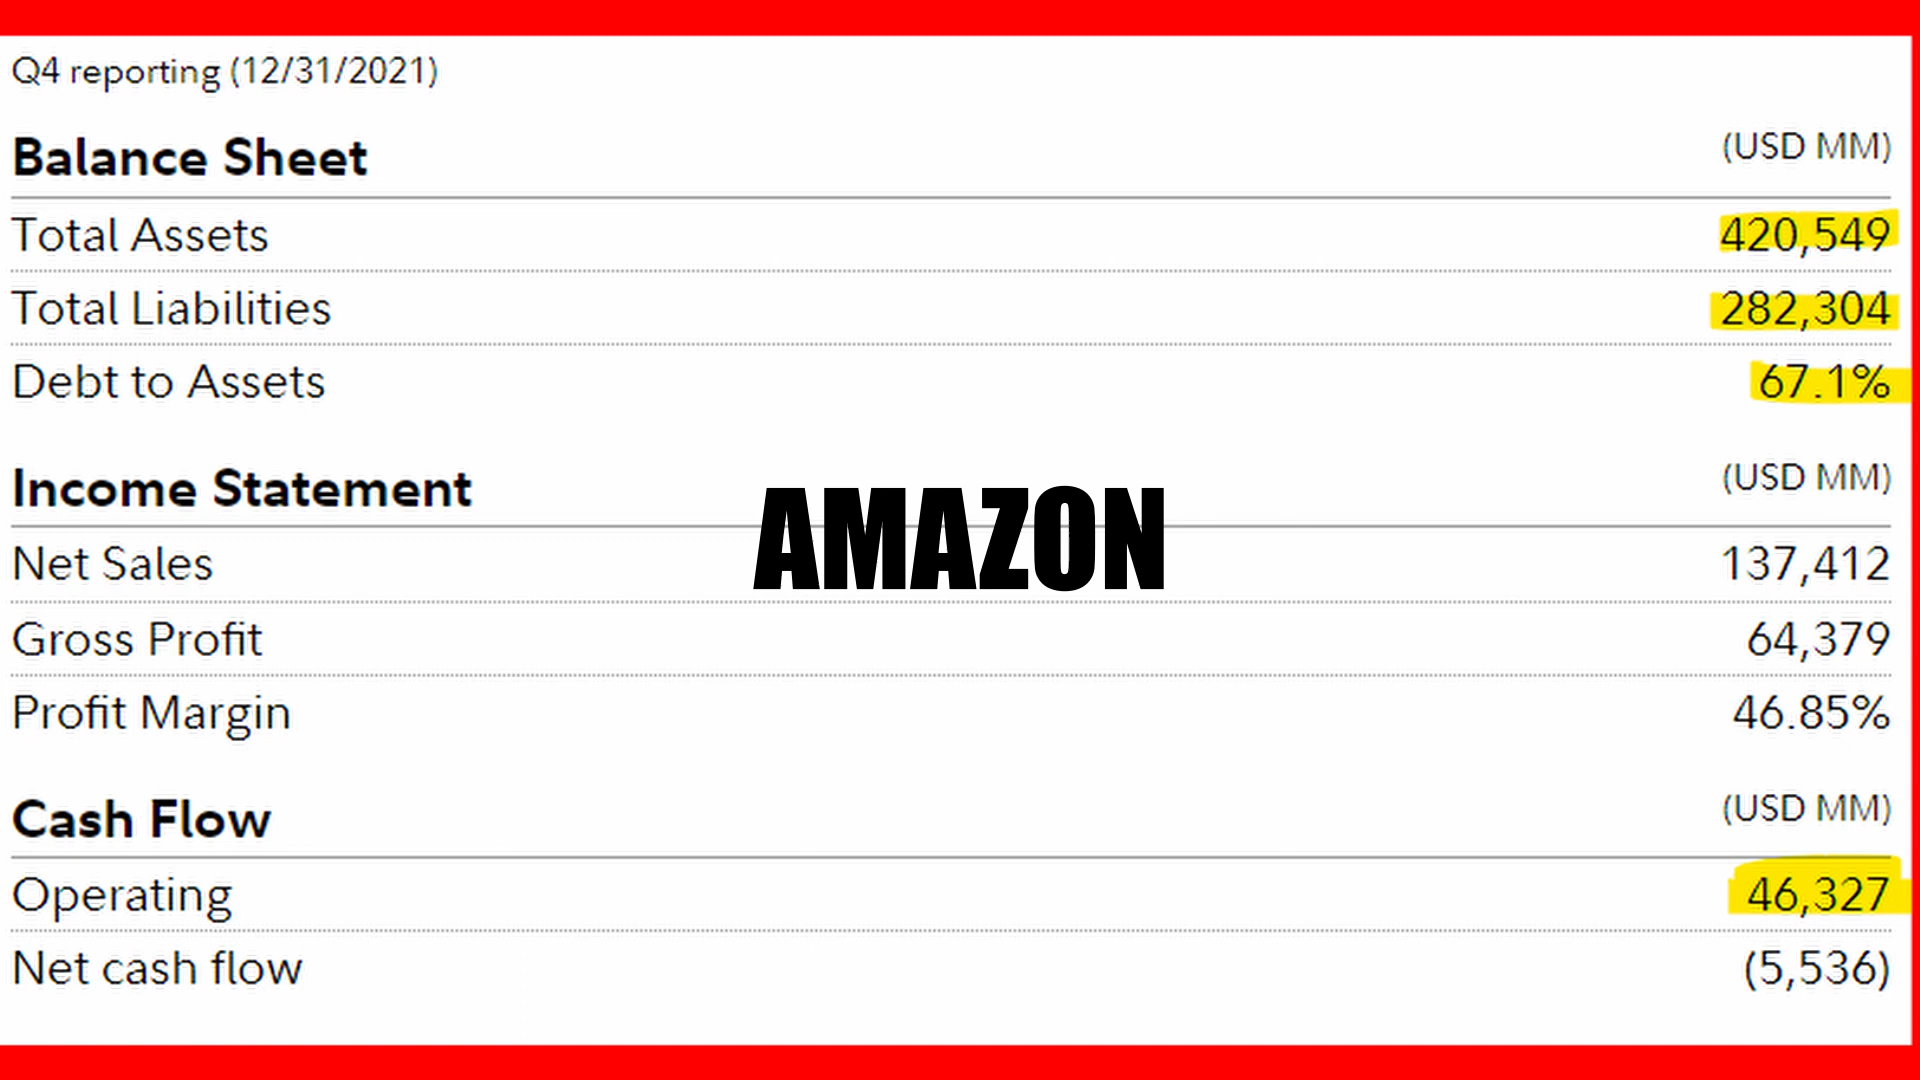 Q4 reporting (12/31/2021)
Balance Sheet (USD MM)
Total Assets 420,549
Total Liabilities 282,304
Debt to Assets 67.1%
Income Statement (USD MM)
AMAZON
Net Sales 137,412
Gross Profit 64,379
Profit Margin 46.85%
Cash Flow (USD MM)
Operating 46,327
Net cash flow (5,536)